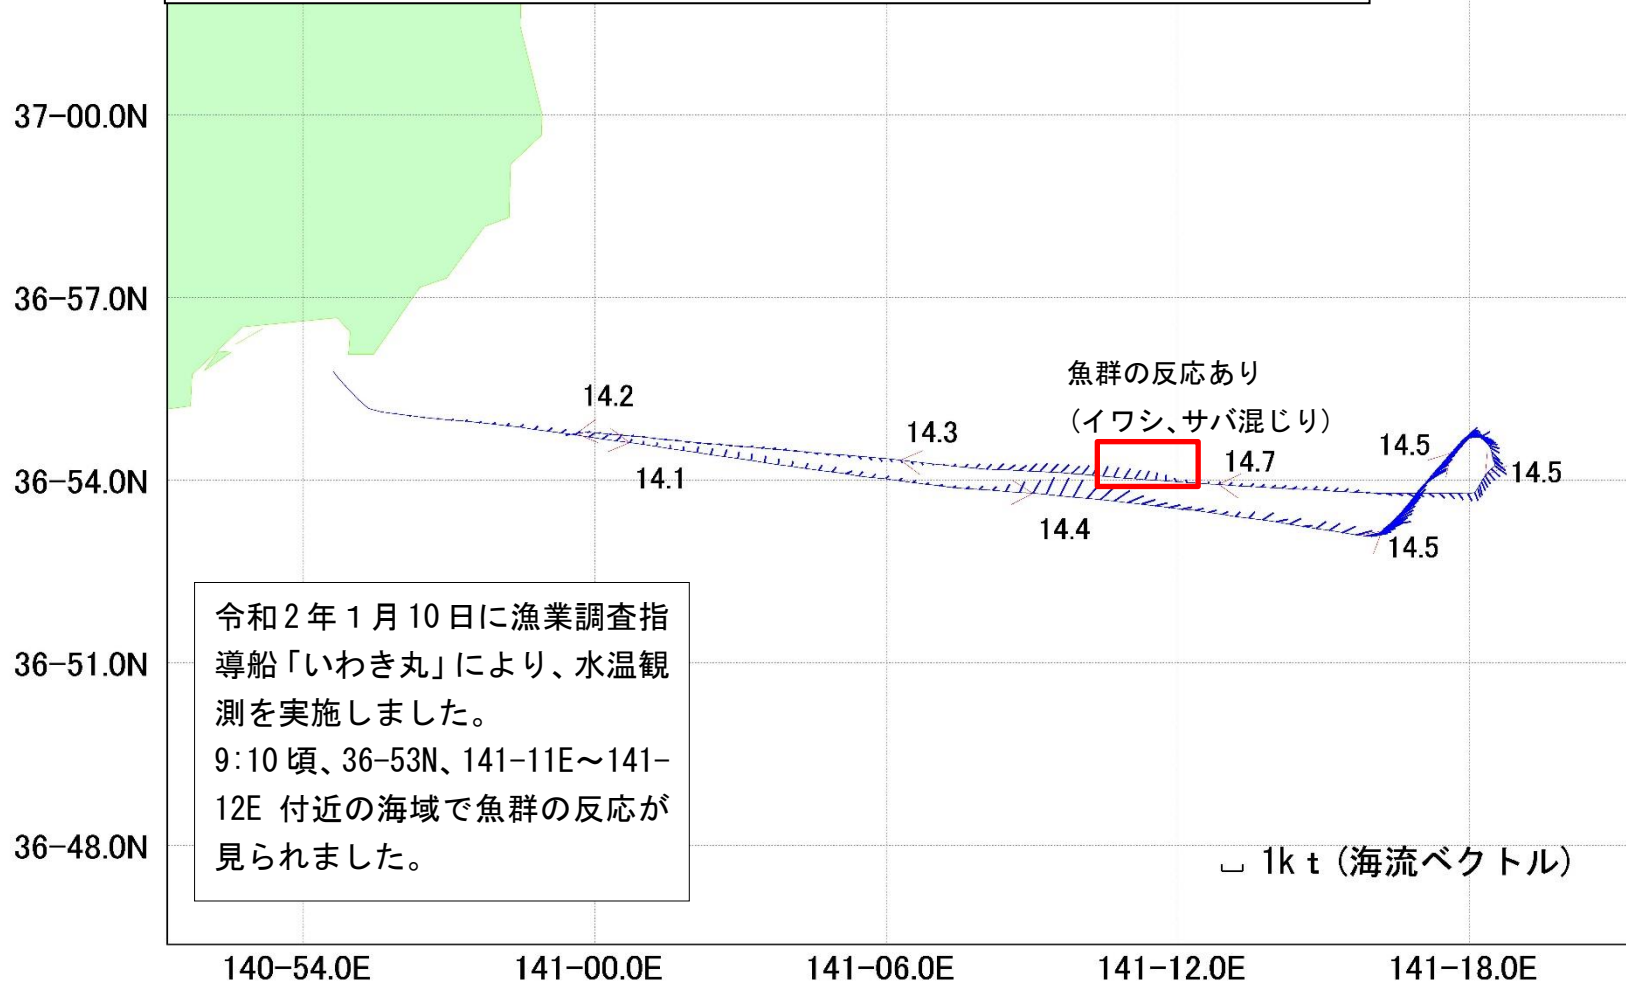 37-00.0N
36-57.0N
魚群の反応あり
(イワシ、サバ混じり)
14.2
14.3
14.5
14.7
14.5
36-54.0N
14.1
14.4
14.5
令和2年1月10日に漁業調査指
導船「いわき丸」により、水温観
測を実施しました。
9:10頃、36-53N、141-11E～141-
12E 付近の海域で魚群の反応が
見られました。
36-51.0N
36-48.0N
1kt(海流ベクトル)
140-54.0E 141-00.0E 141-06.0E 141-12.0E 141-18.0E